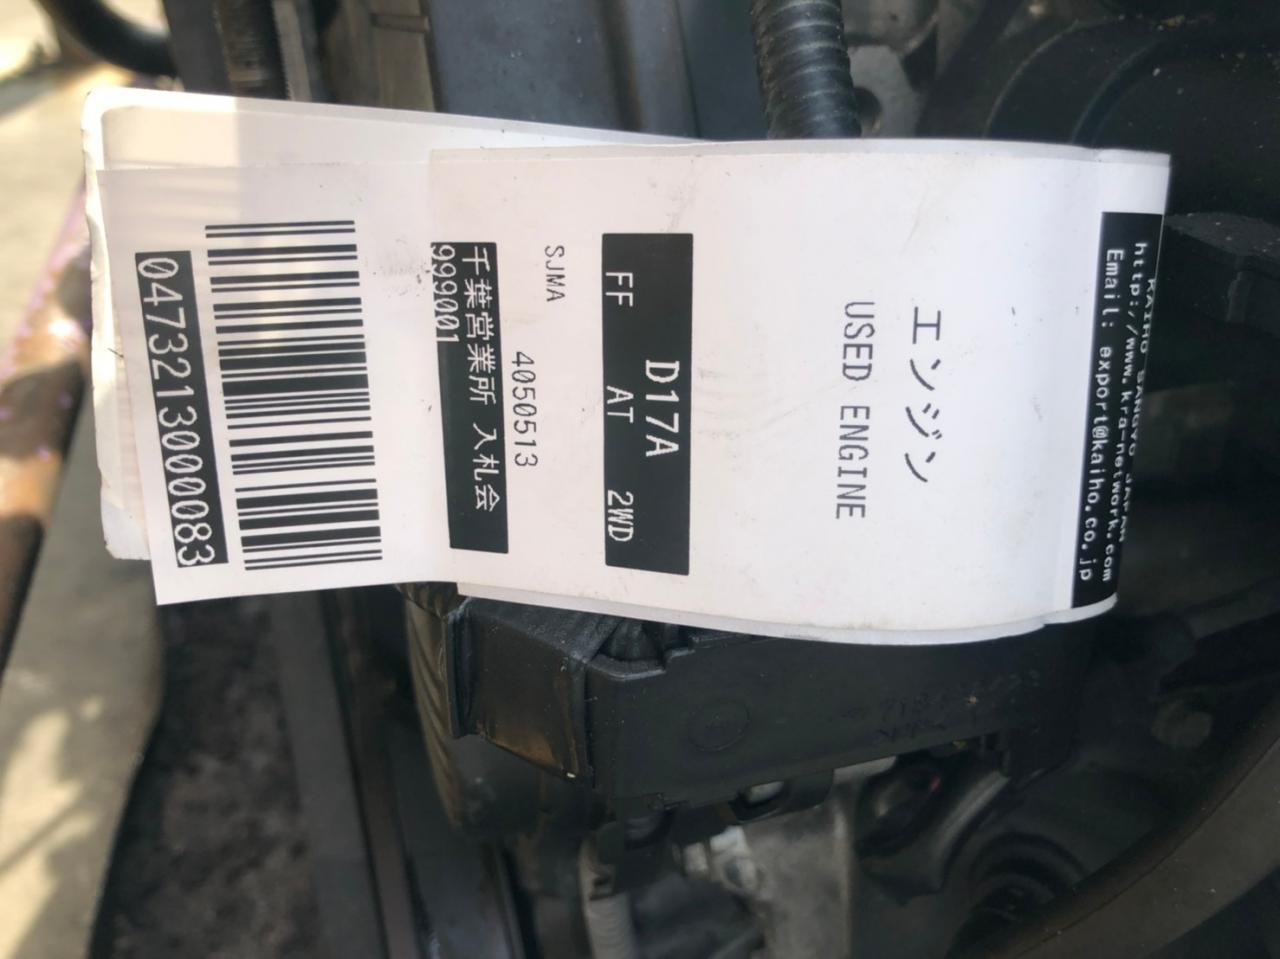 KAIHO SANGYO JAPAN
http://www.kra-network.com
Email: export@kaiho.co.jp
エンジン
USED ENGINE
D17A
FF AT 2WD
SJMA
4050513
千葉営業所 入札会
999001
0473213000083